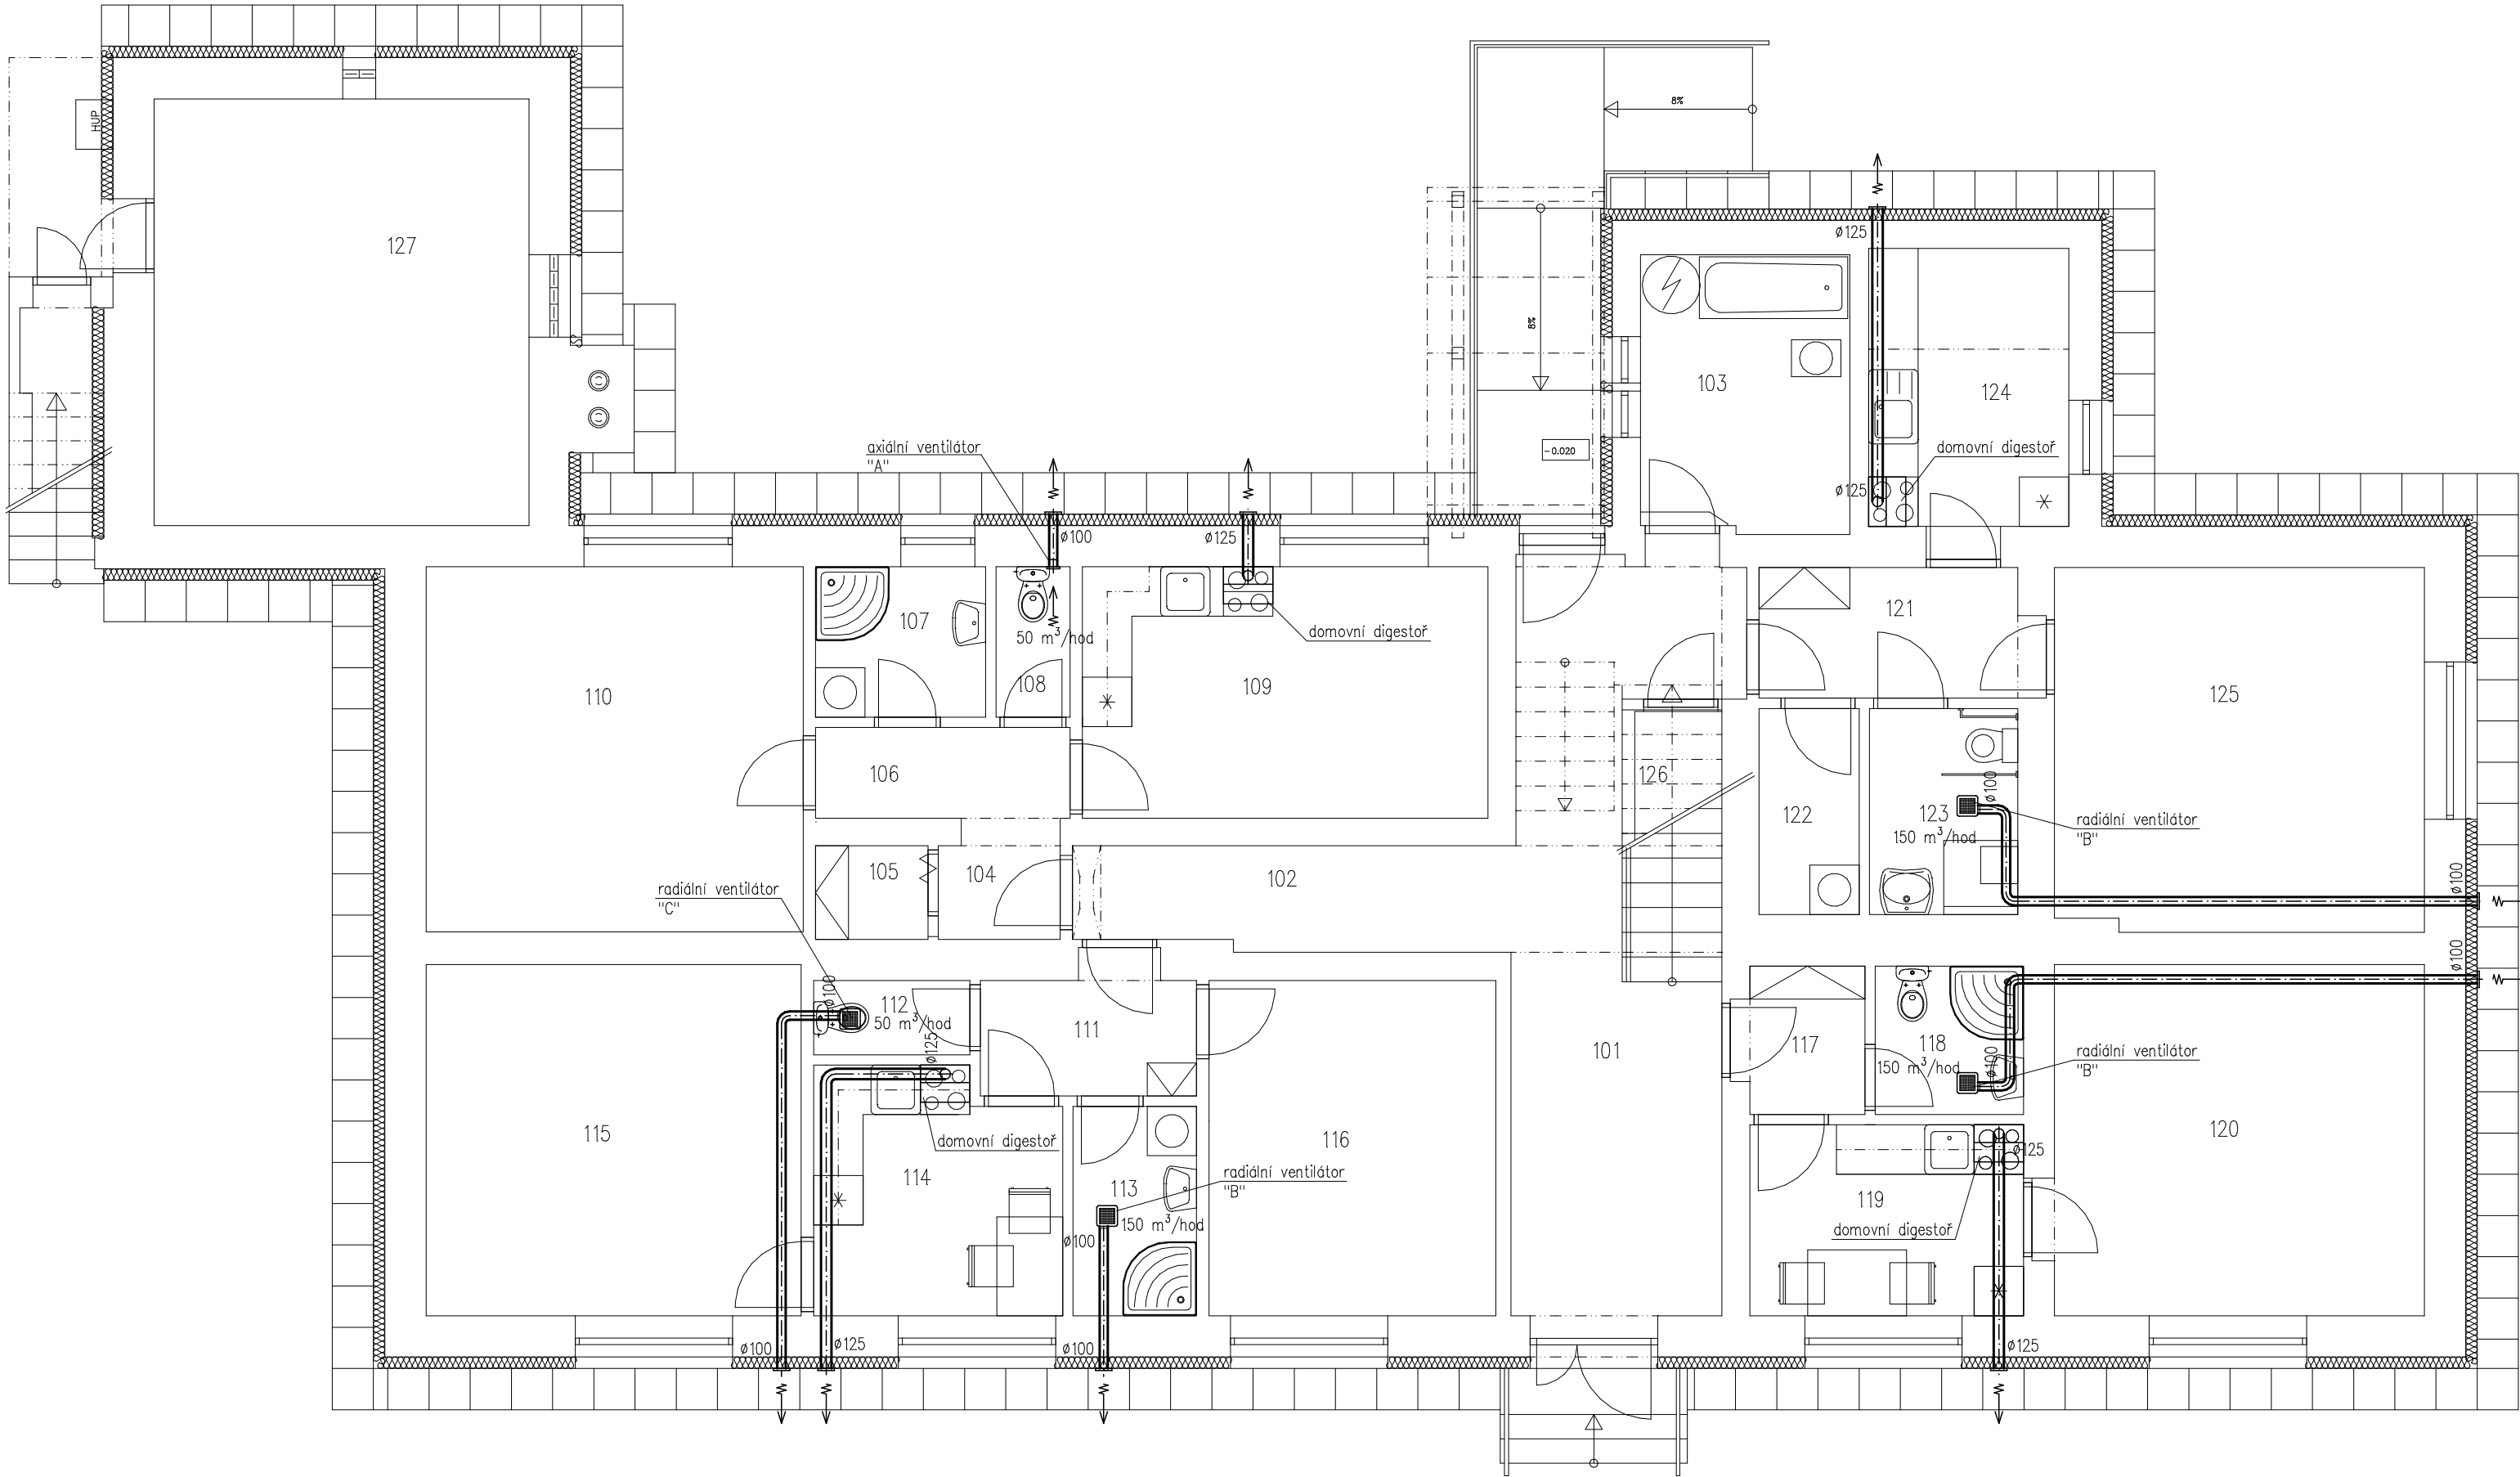 8%
HUP
ø125
127
8%
103
124
axiální ventilátor
"A"
-0.020
domovní digestoř
ø125
ø100
ø125
107
121
50 m³/hod
domovní digestoř
110
108
109
125
106
126
ø100
123
122
radiální ventilátor
"B"
150 m³/hod
105
104
102
ø100
radiální ventilátor
"C"
ø100
ø100
112
50 m³/hod
111
101
117
118
150 m³/hod
radiální ventilátor
"B"
ø125
ø100
115
domovní digestoř
116
120
ø125
114
113
radiální ventilátor
"B"
150 m³/hod
119
domovní digestoř
ø100
ø100
ø125
ø100
ø125